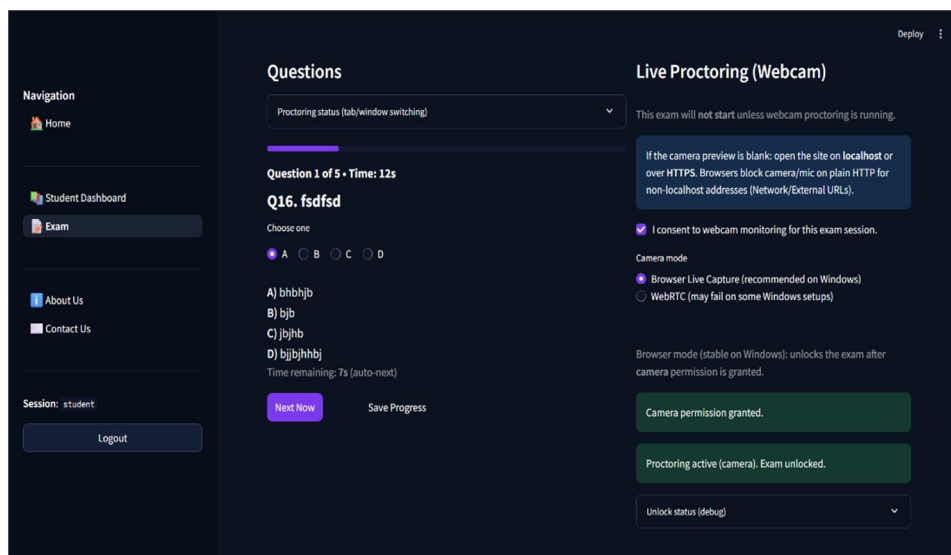 Deploy
Navigation
Home
Student Dashboard
Exam
About Us
Contact Us
Session: student
Logout
Questions
Proctoring status (tab/window switching)
Question 1 of 5 • Time: 12s
Q16. fsdfsd
Choose one
A B C D
A) bhbhjb
B) bjb
C) jbjhb
D) bjjbjhhbj
Time remaining: 7s (auto-next)
Next Now Save Progress
Live Proctoring (Webcam)
This exam will not start unless webcam proctoring is running.
If the camera preview is blank: open the site on localhost or
over HTTPS. Browsers block camera/mic on plain HTTP for
non-localhost addresses (Network/External URLs).
I consent to webcam monitoring for this exam session.
Camera mode
Browser Live Capture (recommended on Windows)
WebRTC (may fail on some Windows setups)
Browser mode (stable on Windows): unlocks the exam after
camera permission is granted.
Camera permission granted.
Proctoring active (camera). Exam unlocked.
Unlock status (debug)